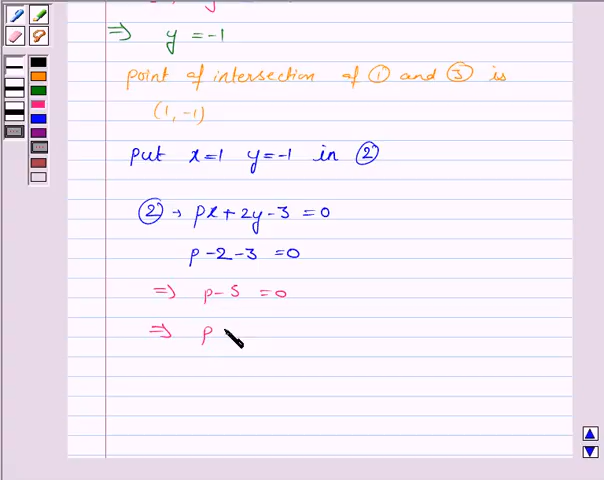 ⇒ y = -1
point of intersection of ① and ③ is
(1, -1)
put x=1 y=-1 in ②
② → px + 2y - 3 = 0
p - 2 - 3 = 0
⇒ p - 5 = 0
⇒ p